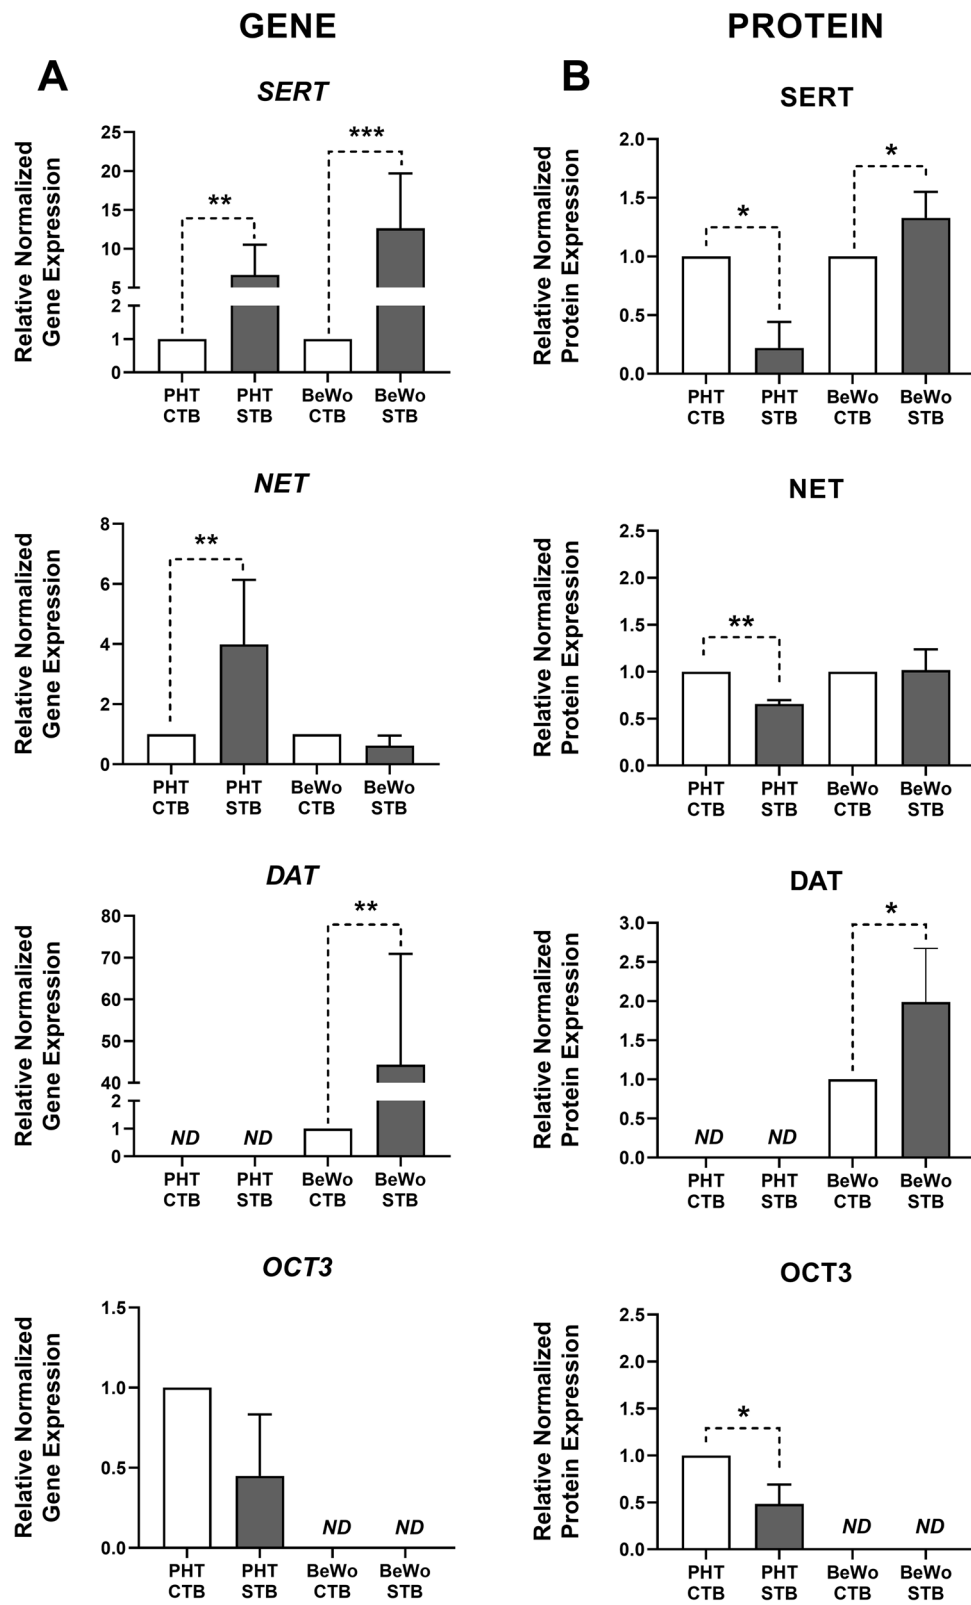 GENE
PROTEIN
A
B
SERT
Relative Normalized
Gene Expression
25
20
15
10
5
2
1
0
**
***
PHT
CTB
PHT
STB
BeWo
CTB
BeWo
STB
SERT
Relative Normalized
Protein Expression
2.0
1.5
1.0
0.5
0.0
*
*
PHT
CTB
PHT
STB
BeWo
CTB
BeWo
STB
NET
Relative Normalized
Gene Expression
8
6
4
2
0
**
PHT
CTB
PHT
STB
BeWo
CTB
BeWo
STB
NET
Relative Normalized
Protein Expression
2.5
2.0
1.5
1.0
0.5
0.0
**
PHT
CTB
PHT
STB
BeWo
CTB
BeWo
STB
DAT
Relative Normalized
Gene Expression
80
70
60
50
40
2
1
0
**
ND
ND
PHT
CTB
PHT
STB
BeWo
CTB
BeWo
STB
DAT
Relative Normalized
Protein Expression
3.0
2.5
2.0
1.5
1.0
0.5
0.0
*
ND
ND
PHT
CTB
PHT
STB
BeWo
CTB
BeWo
STB
OCT3
Relative Normalized
Gene Expression
1.5
1.0
0.5
0.0
ND
ND
PHT
CTB
PHT
STB
BeWo
CTB
BeWo
STB
OCT3
Relative Normalized
Protein Expression
2.5
2.0
1.5
1.0
0.5
0.0
*
ND
ND
PHT
CTB
PHT
STB
BeWo
CTB
BeWo
STB